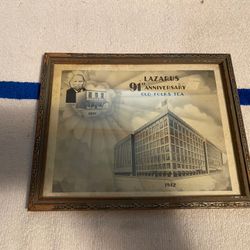 LAZARUS
91ST ANNIVERSARY
OLD FOLKS TEA
1851
1942